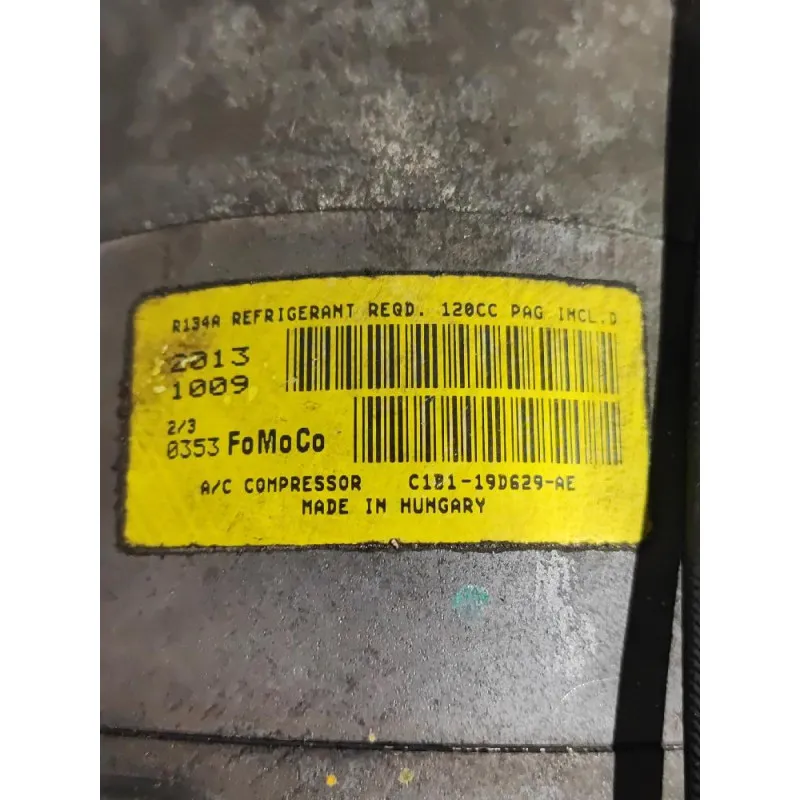 R134A REFRIGERANT REQD. 120CC PAG INCL.D
2013
1009
2/3
0353 FoMoCo
A/C COMPRESSOR C1B1-19D629-AE
MADE IN HUNGARY